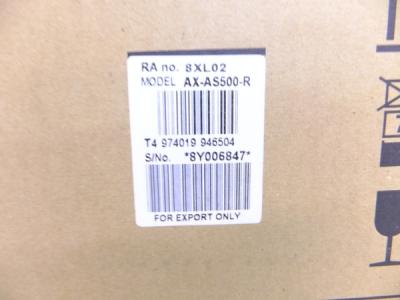 RA no. 8XL02
MODEL AX-AS500-R
T4 974019 946504
S/No. *8Y006847*
FOR EXPORT ONLY